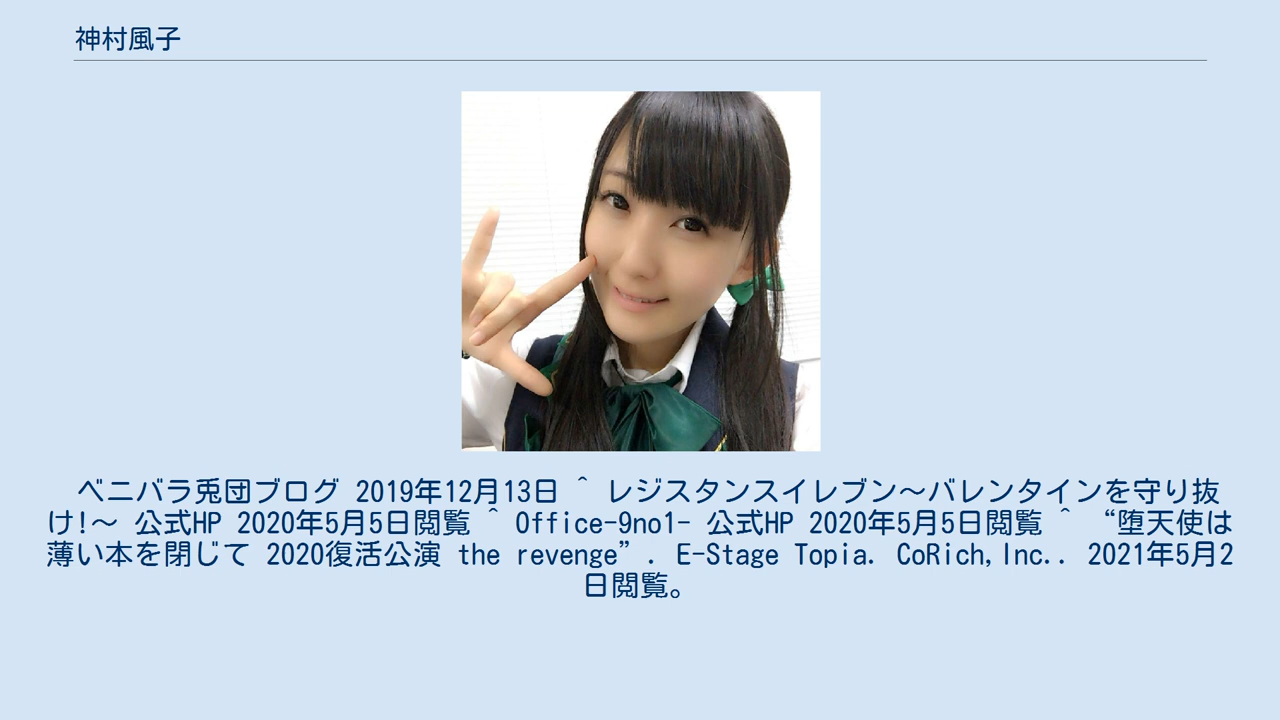 神村風子
ベニバラ兎団ブログ 2019年12月13日 ^ レジスタンスイレブン～バレンタインを守り抜
け!～ 公式HP 2020年5月5日閲覧 ^ Office-9no1- 公式HP 2020年5月5日閲覧 ^ “堕天使は
薄い本を閉じて 2020復活公演 the revenge”. E-Stage Topia. CoRich,Inc.. 2021年5月2
日閲覧。